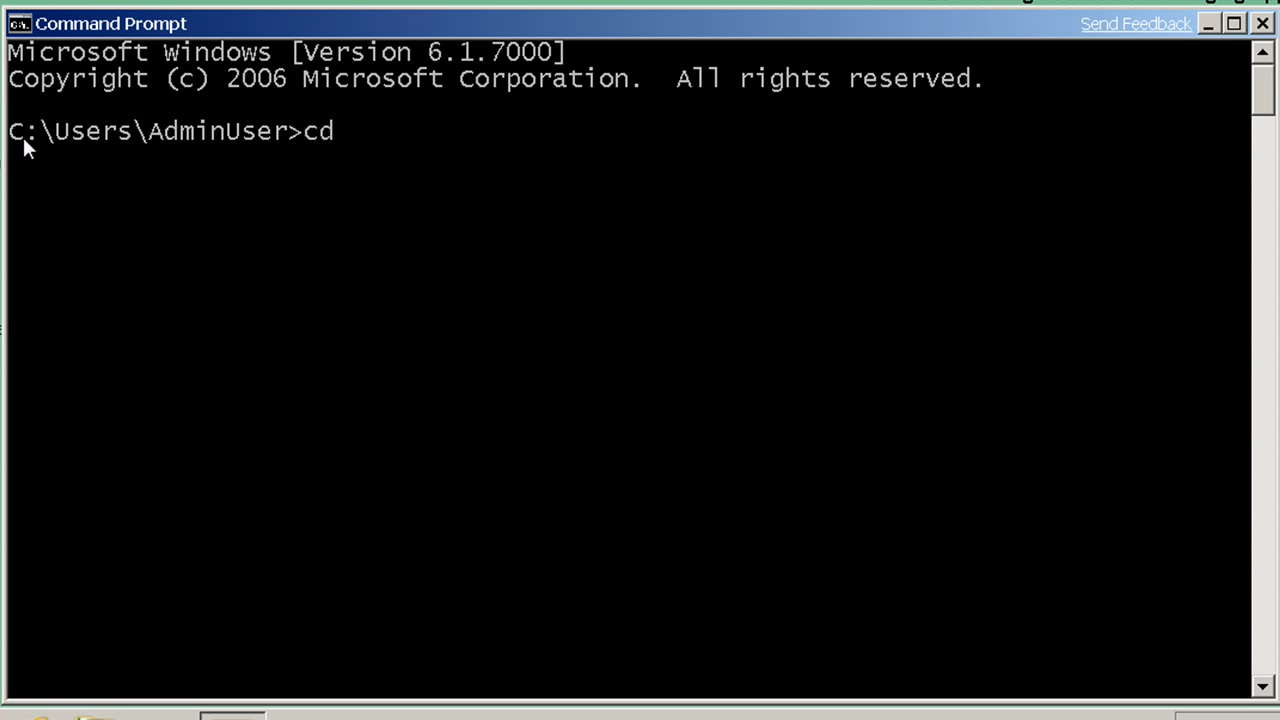 Command Prompt
Send Feedback
Microsoft Windows [Version 6.1.7000]
Copyright (c) 2006 Microsoft Corporation.  All rights reserved.
C:\Users\AdminUser>cd